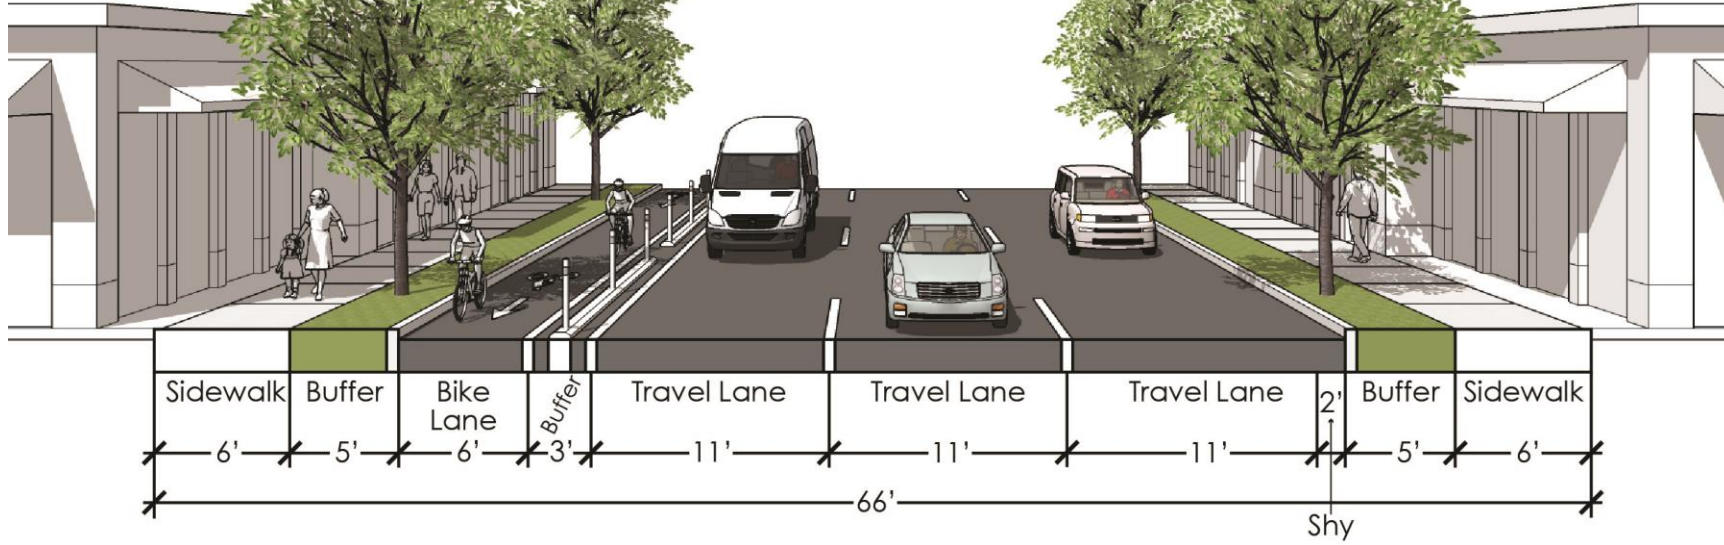 Sidewalk
Buffer
Bike
Lane
Buffer
Travel Lane
Travel Lane
Travel Lane
2'
Buffer
Sidewalk
6'
5'
6'
3'
11'
11'
11'
5'
6'
66'
Shy